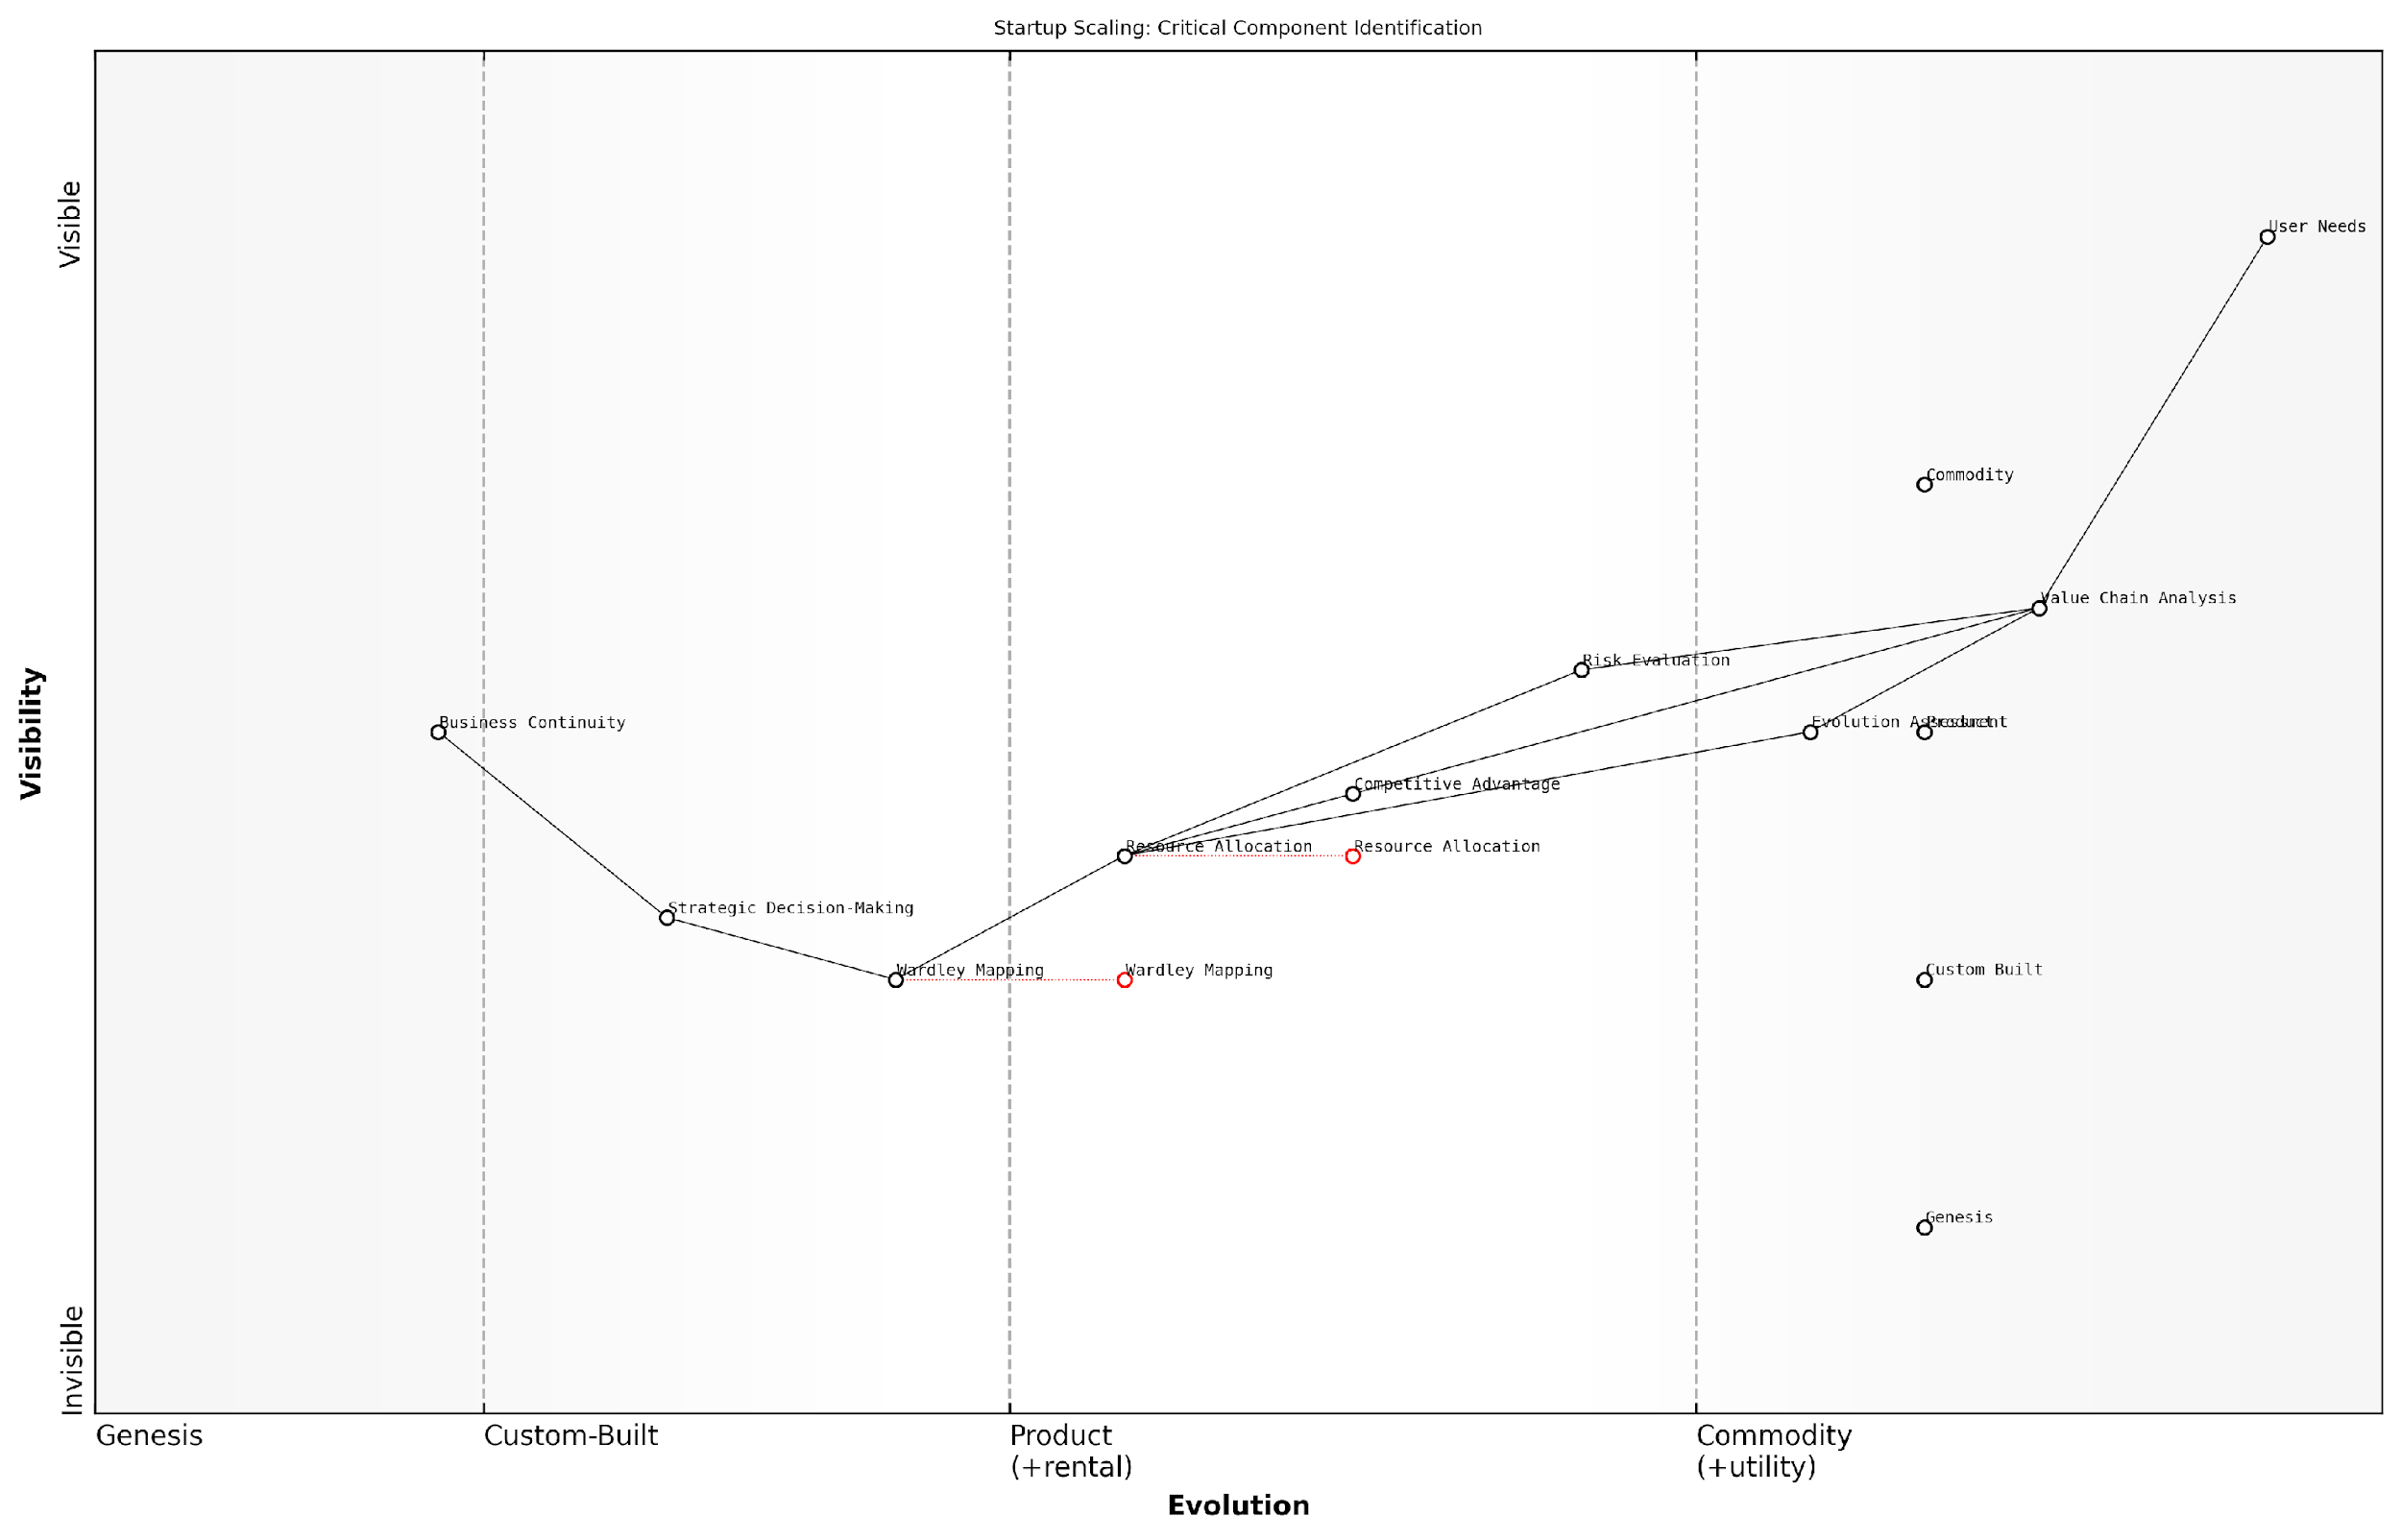 Startup Scaling: Critical Component Identification
Visible
User Needs
Commodity
Value Chain Analysis
Risk Evaluation
Business Continuity
Evolution Assessment
Product
Visibility
Competitive Advantage
Resource Allocation
Resource Allocation
Strategic Decision-Making
Wardley Mapping
Wardley Mapping
Custom Built
Genesis
Invisible
Genesis
Custom-Built
Product
(+rental)
Commodity
(+utility)
Evolution